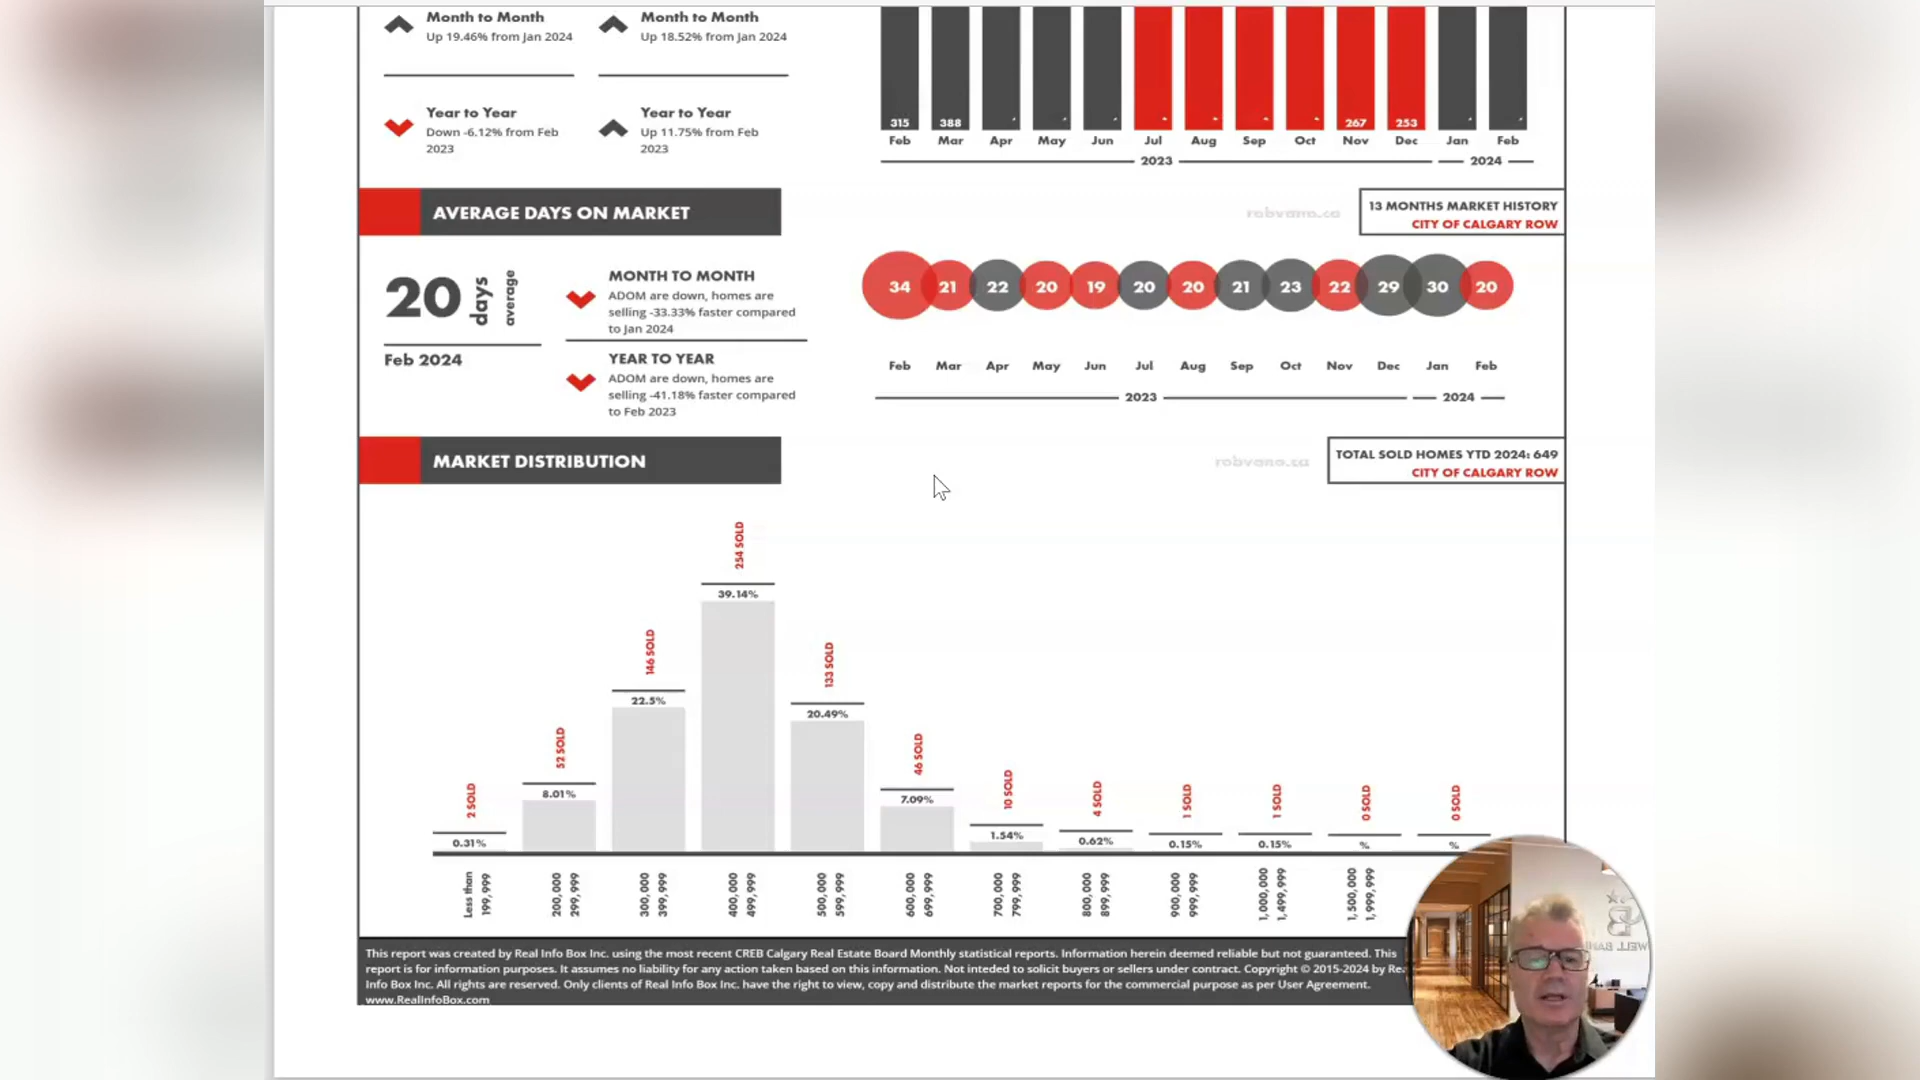 Month to Month
Up 19.46% from Jan 2024
Month to Month
Up 18.52% from Jan 2024
Year to Year
Down -6.12% from Feb
2023
Year to Year
Up 11.75% from Feb
2023
315 388 267 253
Feb Mar Apr May Jun Jul Aug Sep Oct Nov Dec Jan Feb
2023 2024
AVERAGE DAYS ON MARKET
robvano.ca
13 MONTHS MARKET HISTORY
CITY OF CALGARY ROW
20 days average
Feb 2024
MONTH TO MONTH
ADOM are down, homes are
selling -33.33% faster compared
to Jan 2024
YEAR TO YEAR
ADOM are down, homes are
selling -41.18% faster compared
to Feb 2023
34 21 22 20 19 20 20 21 23 22 29 30 20
Feb Mar Apr May Jun Jul Aug Sep Oct Nov Dec Jan Feb
2023 2024
MARKET DISTRIBUTION
robvano.ca
TOTAL SOLD HOMES YTD 2024: 649
CITY OF CALGARY ROW
2 SOLD 52 SOLD 146 SOLD 254 SOLD 133 SOLD 46 SOLD 10 SOLD 4 SOLD 1 SOLD 1 SOLD 0 SOLD 0 SOLD
0.31% 8.01% 22.5% 39.14% 20.49% 7.09% 1.54% 0.62% 0.15% 0.15% % %
Less than
199,999
200,000
299,999
300,000
399,999
400,000
499,999
500,000
599,999
600,000
699,999
700,000
799,999
800,000
899,999
900,000
999,999
1,000,000
1,499,999
1,500,000
1,999,999
This report was created by Real Info Box Inc. using the most recent CREB Calgary Real Estate Board Monthly statistical reports. Information herein deemed reliable but not guaranteed. This
report is for information purposes. It assumes no liability for any action taken based on this information. Not inteded to solicit buyers or sellers under contract. Copyright © 2015-2024 by Re
Info Box Inc. All rights are reserved. Only clients of Real Info Box Inc. have the right to view, copy and distribute the market reports for the commercial purpose as per User Agreement.
www.RealInfoBox.com